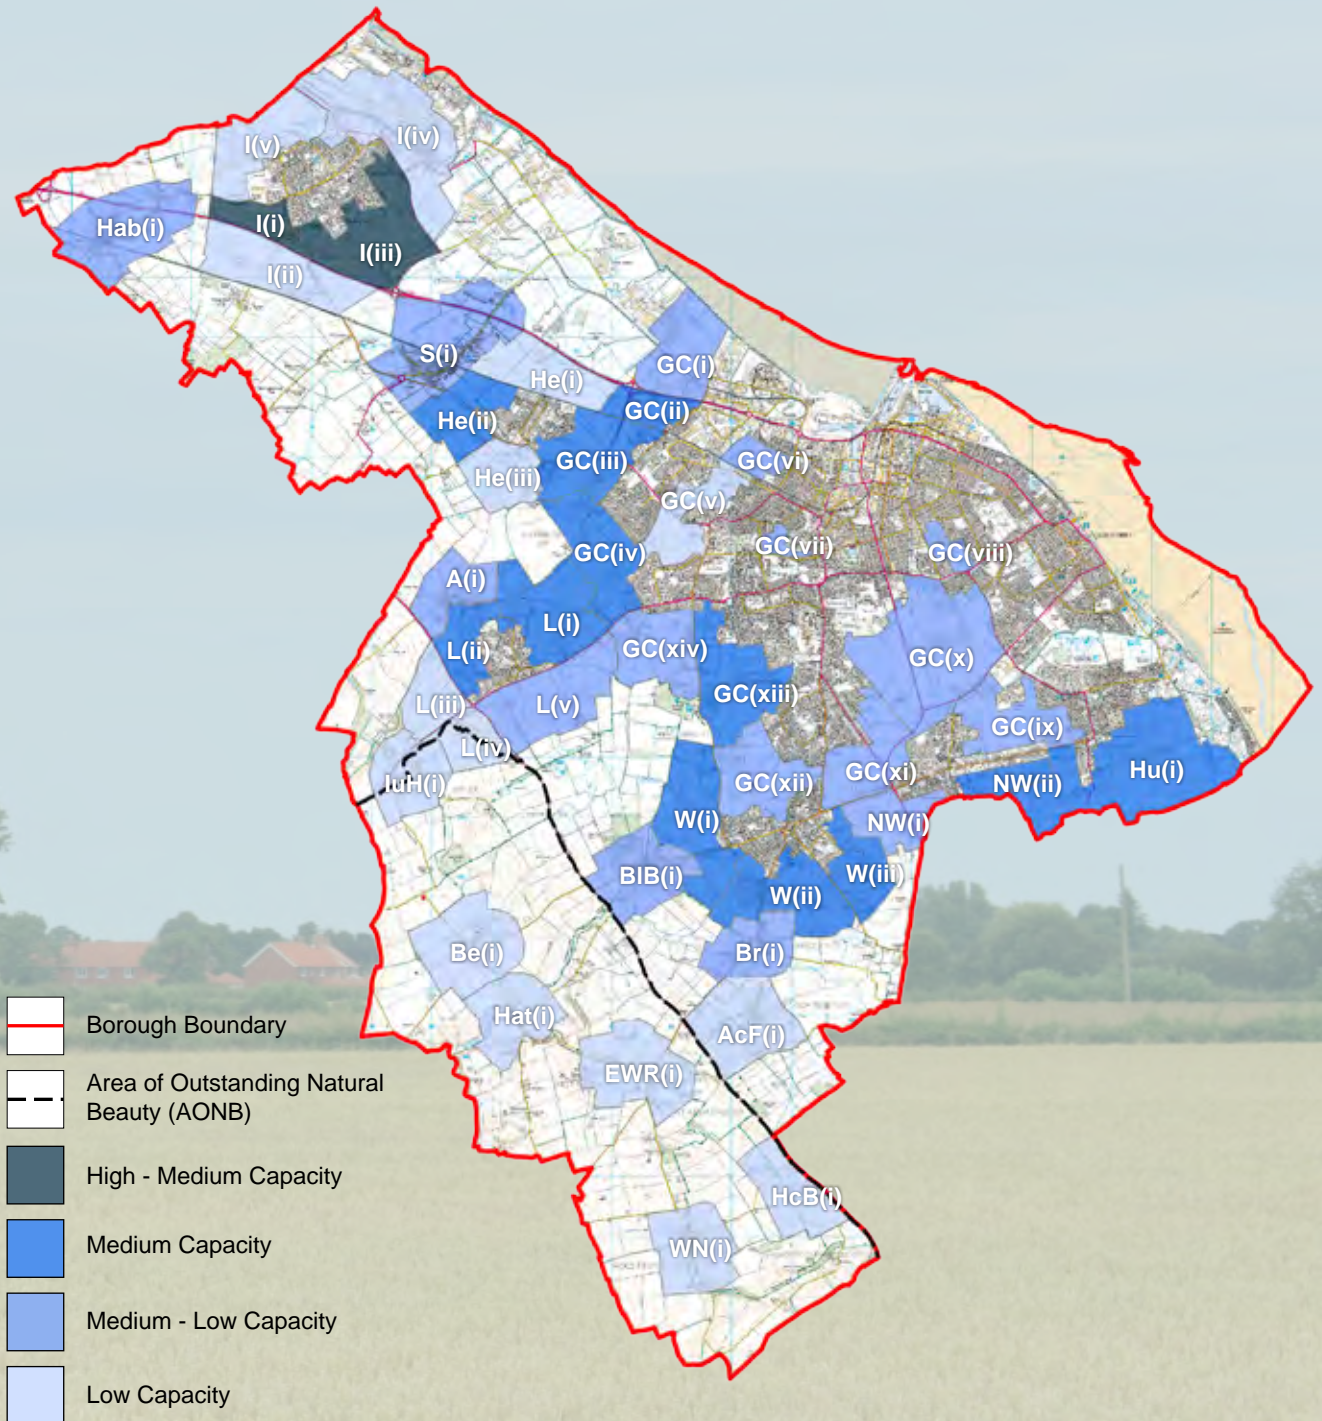 I(v)
I(iv)
Hab(i)
I(i)
I(iii)
I(ii)
S(i)
He(i)
GC(i)
He(ii)
GC(ii)
GC(iii)
GC(vi)
He(iii)
GC(v)
GC(iv)
GC(vii)
GC(viii)
A(i)
L(i)
L(ii)
GC(xiv)
GC(x)
GC(xiii)
L(iii)
L(v)
GC(ix)
L(iv)
GC(xi)
Hu(i)
IuH(i)
GC(xii)
NW(ii)
W(i)
NW(i)
BIB(i)
W(iii)
W(ii)
Be(i)
Br(i)
Hat(i)
AcF(i)
EWR(i)
HcB(i)
WN(i)
Borough Boundary
Area of Outstanding Natural
Beauty (AONB)
High - Medium Capacity
Medium Capacity
Medium - Low Capacity
Low Capacity